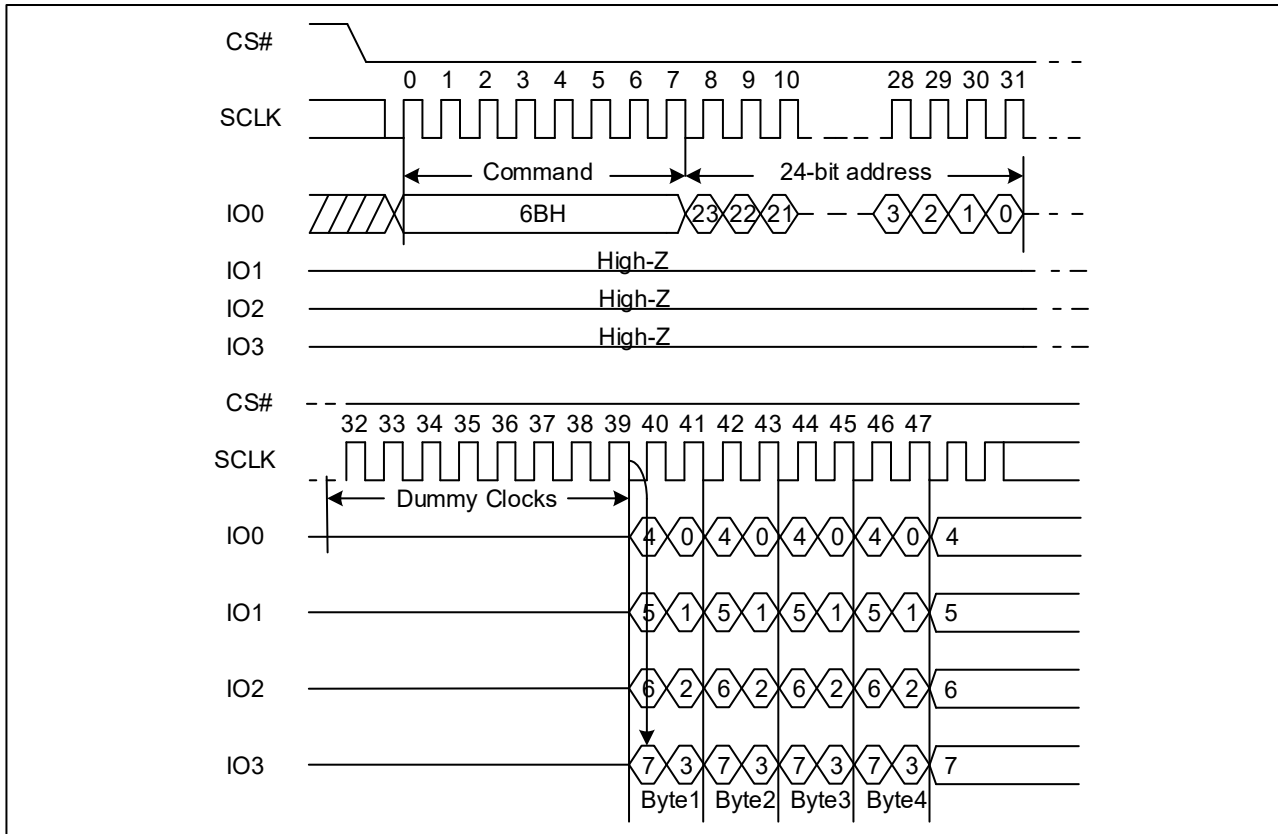 CS#
0 1 2 3 4 5 6 7 8 9 10 28 29 30 31
SCLK
Command 24-bit address
IO0 6BH 23 22 21 3 2 1 0
IO1 High-Z
IO2 High-Z
IO3 High-Z
CS#
32 33 34 35 36 37 38 39 40 41 42 43 44 45 46 47
SCLK
Dummy Clocks
IO0 4 0 4 0 4 0 4 0 4
IO1 5 1 5 1 5 1 5 1 5
IO2 6 2 6 2 6 2 6 2 6
IO3 7 3 7 3 7 3 7 3 7
Byte1 Byte2 Byte3 Byte4